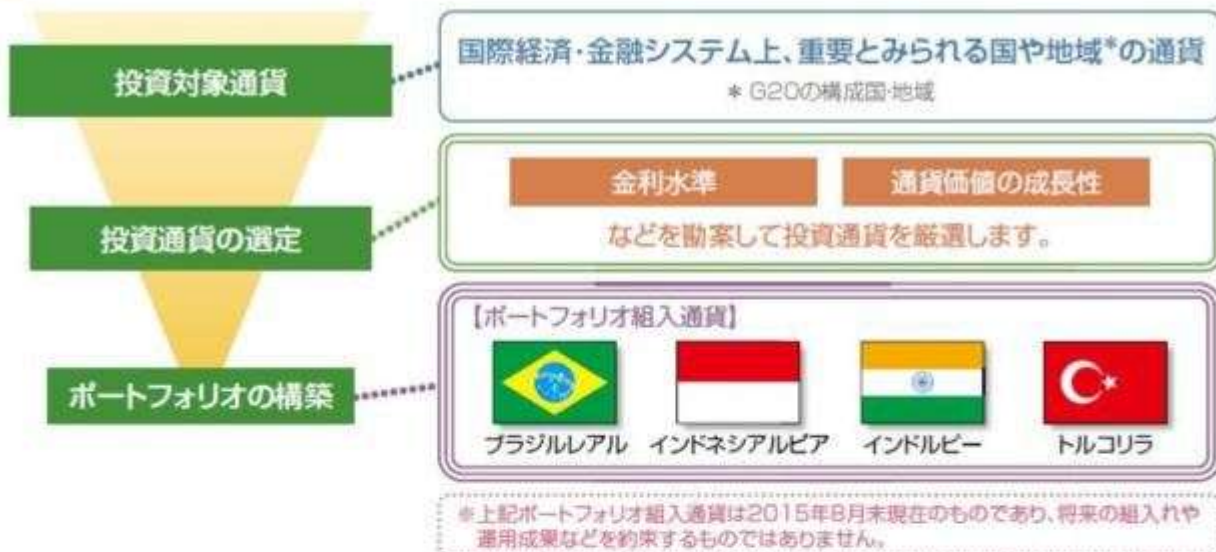 投資対象通貨
国際経済・金融システム上、重要とみられる国や地域*の通貨
* G20の構成国・地域
投資通貨の選定
金利水準
通貨価値の成長性
などを勘案して投資通貨を厳選します。
ポートフォリオの構築
【ポートフォリオ組入通貨】
ブラジルレアル
インドネシアルピア
インドルピー
トルコリラ
※上記ポートフォリオ組入通貨は2015年8月末現在のものであり、将来の組入れや
運用成果などを約束するものではありません。